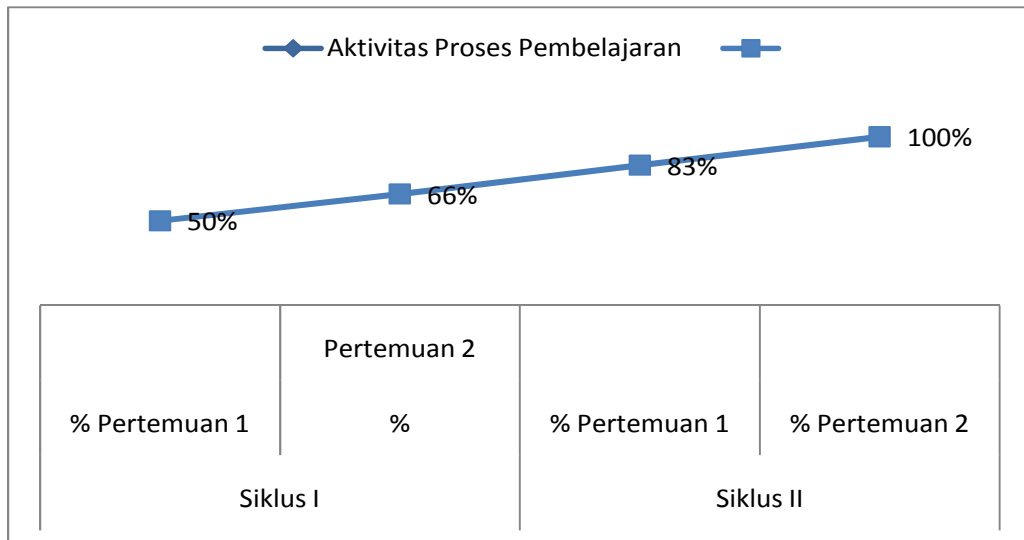 Aktivitas Proses Pembelajaran
100%
83%
66%
50%
Pertemuan 2
% Pertemuan 1 % % Pertemuan 1 % Pertemuan 2
Siklus I Siklus II